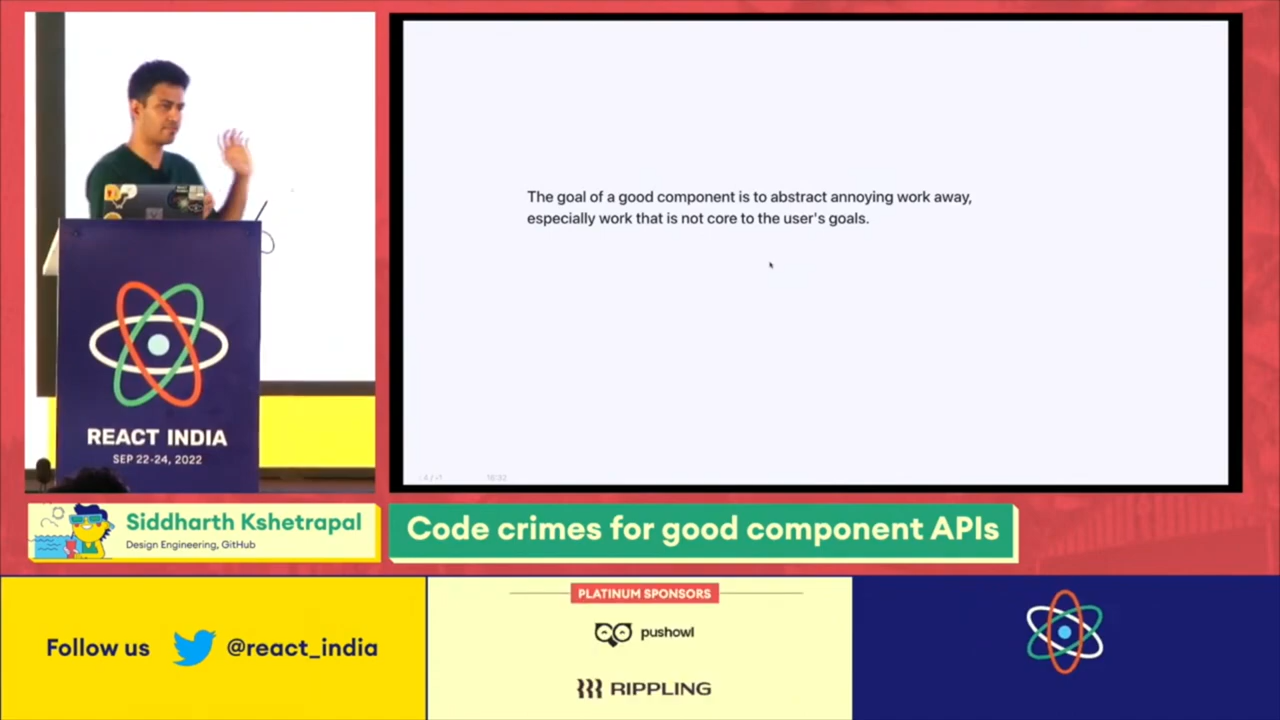 The goal of a good component is to abstract annoying work away,
especially work that is not core to the user's goals.
REACT INDIA
SEP 22-24, 2022
Siddharth Kshetrapal
Design Engineering, GitHub
Code crimes for good component APIs
Follow us @react_india
PLATINUM SPONSORS
pushowl
RIPPLING